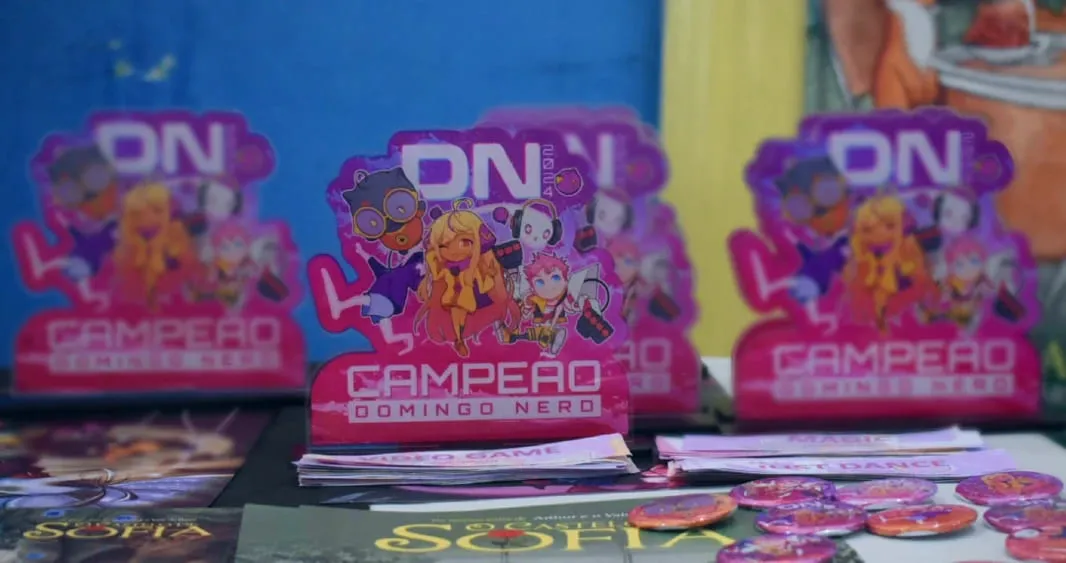 DN
DN
2024
N
DN
CAMPEÃO
DOMINGO NERD
CAMPEÃO
DOMINGO NERD
CAMPEÃO
DOMINGO NERD
VIDEO GAME
MAGIC
JUST DANCE
SOFIA
O CASTELO
SOFIA